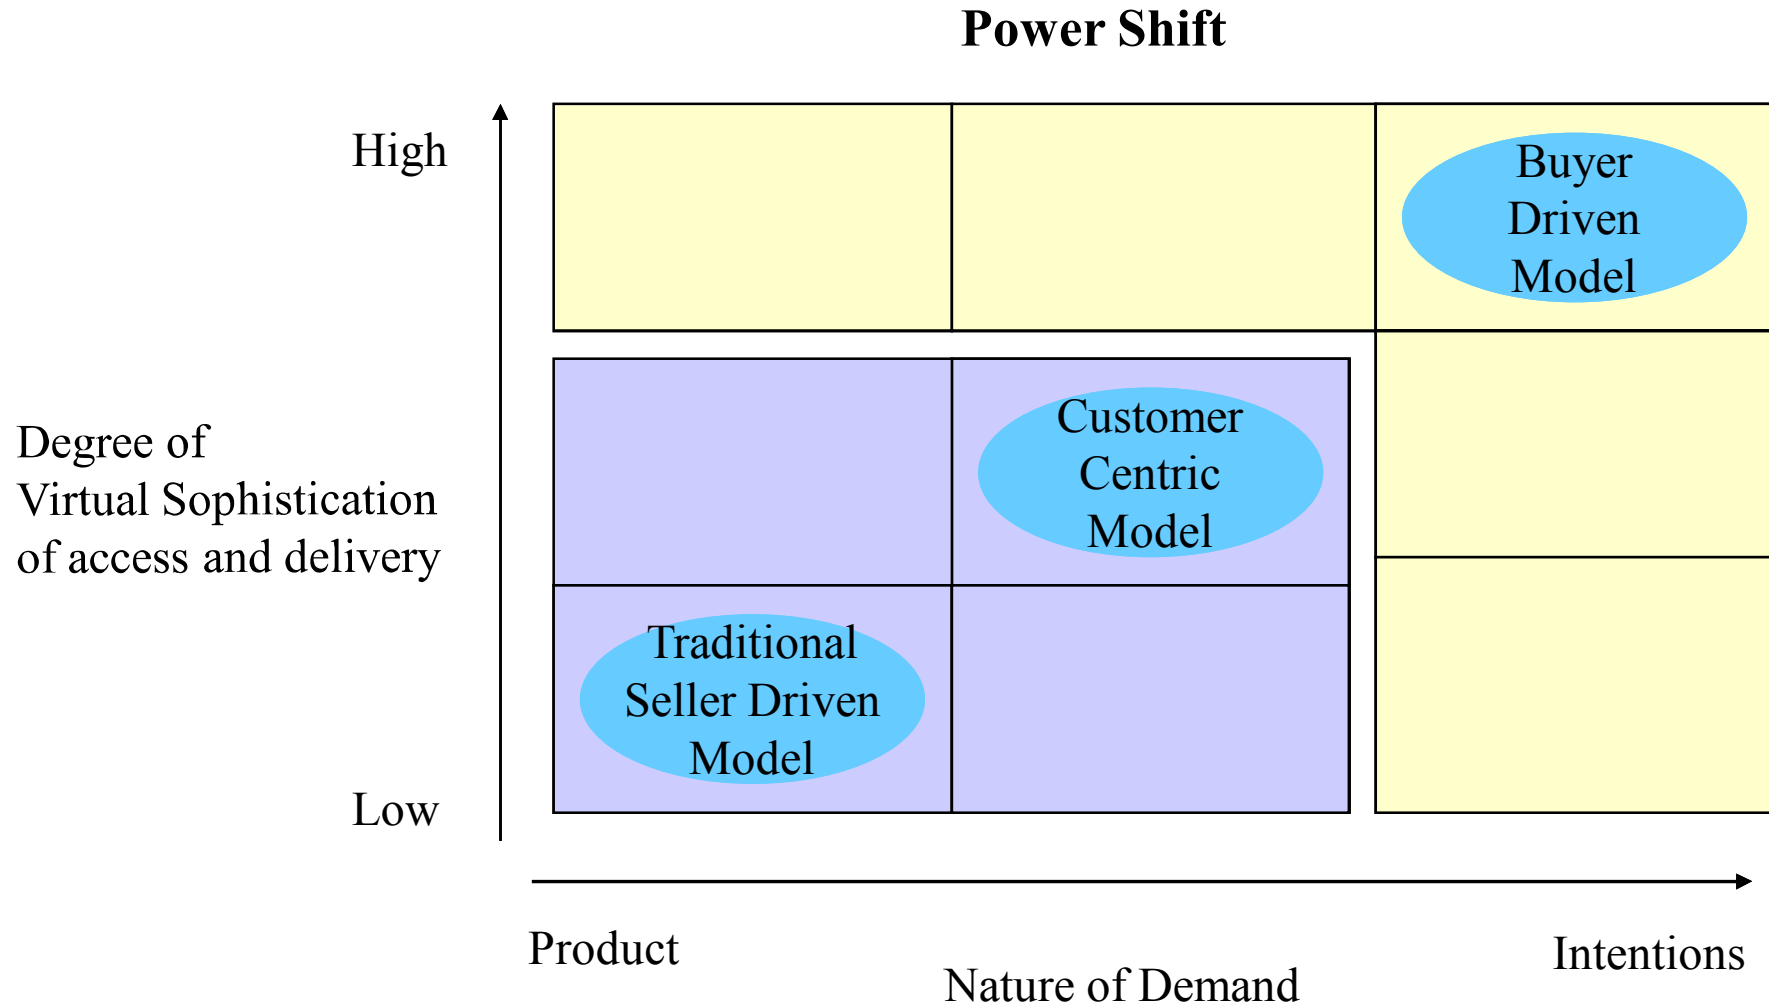 Power Shift
High
Buyer
Driven
Model
Customer
Centric
Model
Degree of
Virtual Sophistication
of access and delivery
Traditional
Seller Driven
Model
Low
Product
Intentions
Nature of Demand